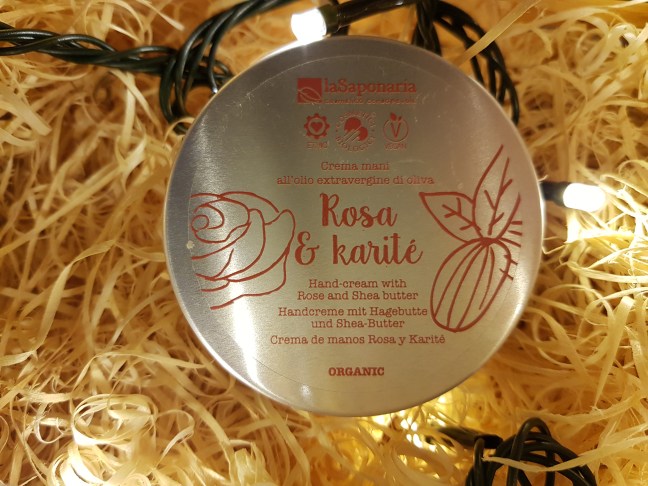 laSaponaria
VEGAN
Crema mani
all'olio extravergine di oliva
Rosa
& karité
Hand-cream with
Rose and Shea butter
Handcreme mit Hagebutte
und Shea-Butter
Crema de manos Rosa y Karité
ORGANIC